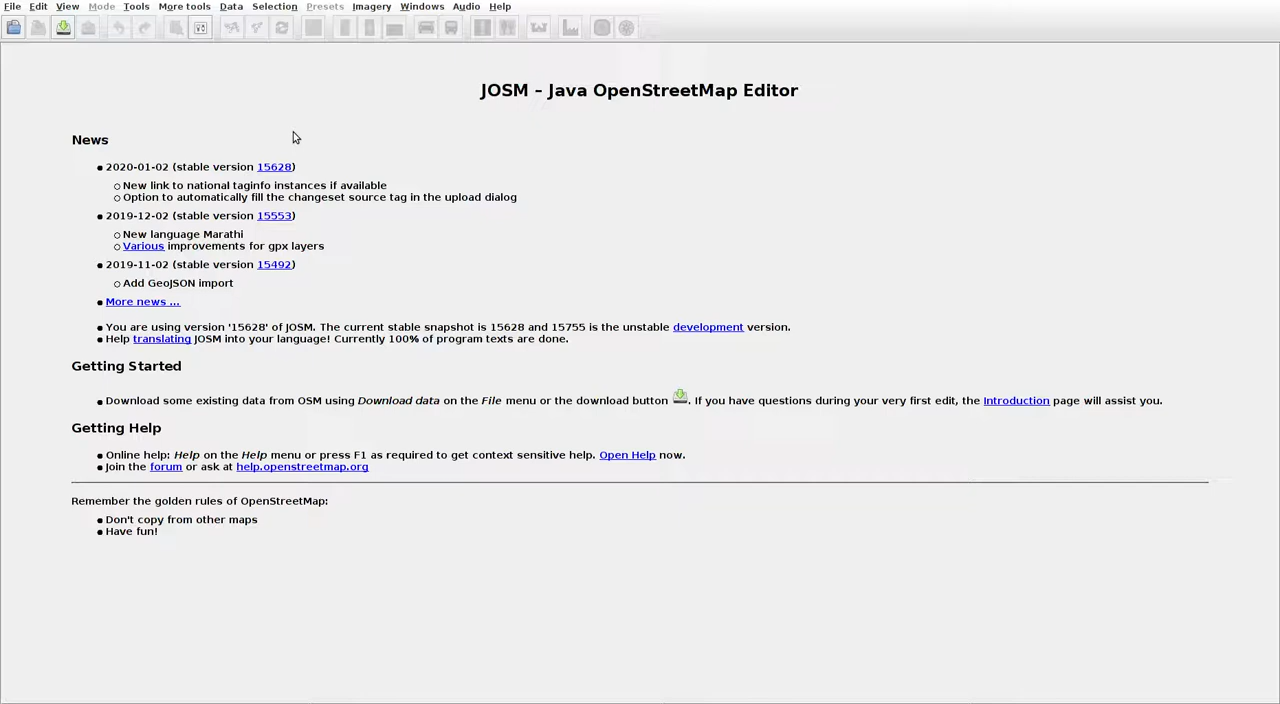 File Edit View Mode Tools More tools Data Selection Presets Imagery Windows Audio Help
JOSM – Java OpenStreetMap Editor
News
2020-01-02 (stable version 15628)
New link to national taginfo instances if available
Option to automatically fill the changeset source tag in the upload dialog
2019-12-02 (stable version 15553)
New language Marathi
Various improvements for gpx layers
2019-11-02 (stable version 15492)
Add GeoJSON import
More news ...
You are using version '15628' of JOSM. The current stable snapshot is 15628 and 15755 is the unstable development version.
Help translating JOSM into your language! Currently 100% of program texts are done.
Getting Started
Download some existing data from OSM using Download data on the File menu or the download button . If you have questions during your very first edit, the Introduction page will assist you.
Getting Help
Online help: Help on the Help menu or press F1 as required to get context sensitive help. Open Help now.
Join the forum or ask at help.openstreetmap.org
Remember the golden rules of OpenStreetMap:
Don't copy from other maps
Have fun!